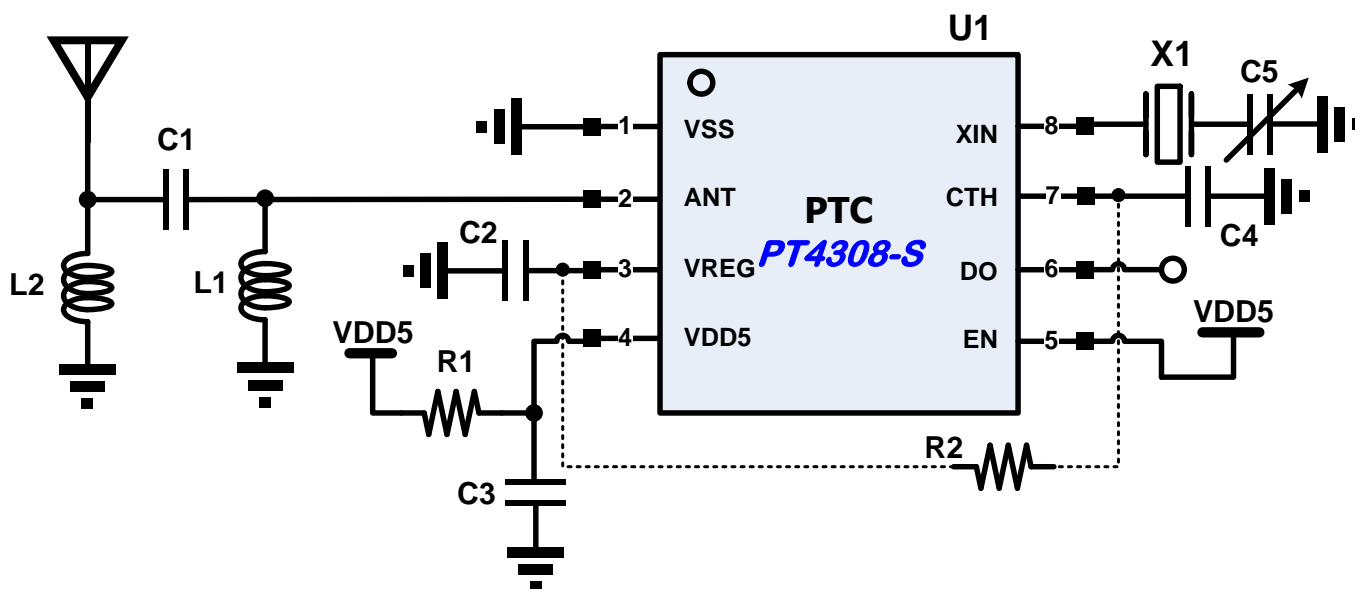 U1
X1
C5
C1
1
VSS
XIN
8
2
ANT
CTH
7
PTC
PT4308-S
C2
C4
L2
L1
3
VREG
DO
6
VDD5
VDD5
4
VDD5
EN
5
R1
R2
C3